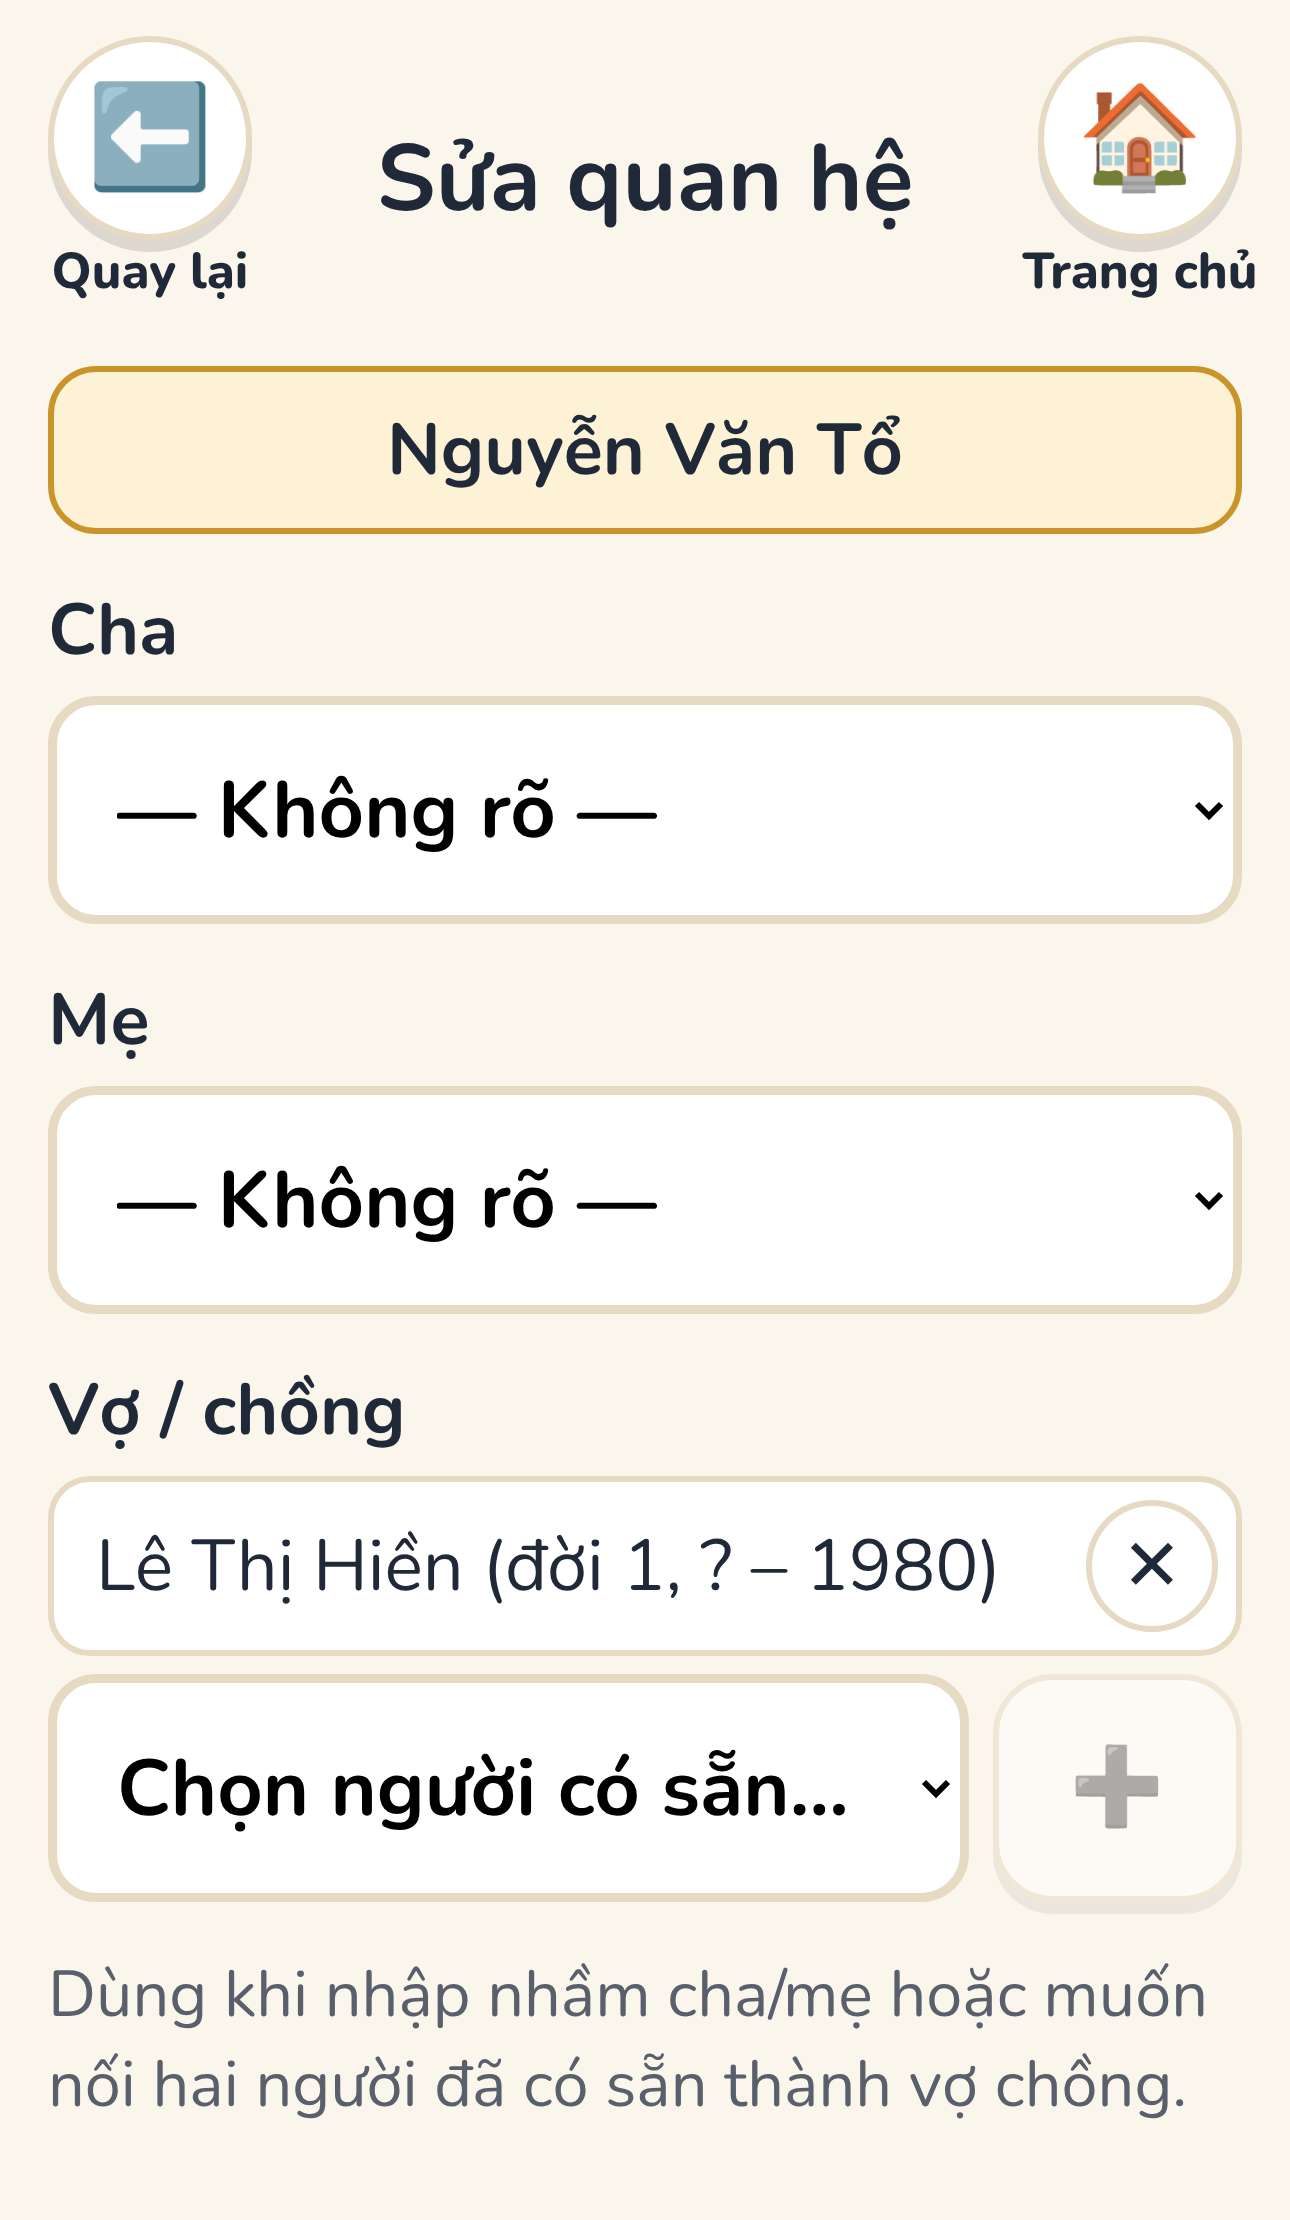 Sửa quan hệ
Quay lại
Trang chủ
Nguyễn Văn Tổ
Cha
— Không rõ —
Mẹ
— Không rõ —
Vợ / chồng
Lê Thị Hiền (đời 1, ? – 1980)
Chọn người có sẵn...
Dùng khi nhập nhầm cha/mẹ hoặc muốn
nối hai người đã có sẵn thành vợ chồng.